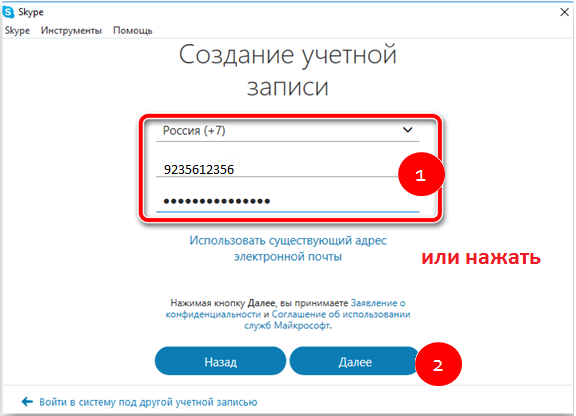 Skype
Skype Инструменты Помощь
Создание учетной
записи
Россия (+7)
9235612356
1
•••••••••••••••
Использовать существующий адрес
электронной почты
или нажать
Нажимая кнопку Далее, вы принимаете Заявление о
конфиденциальности и Соглашение об использовании
служб Майкрософт.
Назад Далее 2
Войти в систему под другой учетной записью